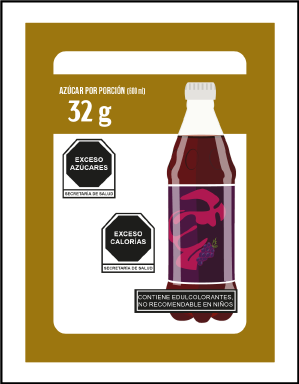 AZÚCAR POR PORCIÓN (600 ml)
32 g
EXCESO
AZÚCARES
SECRETARÍA DE SALUD
EXCESO
CALORÍAS
SECRETARÍA DE SALUD
CONTIENE EDULCORANTES,
NO RECOMENDABLE EN NIÑOS